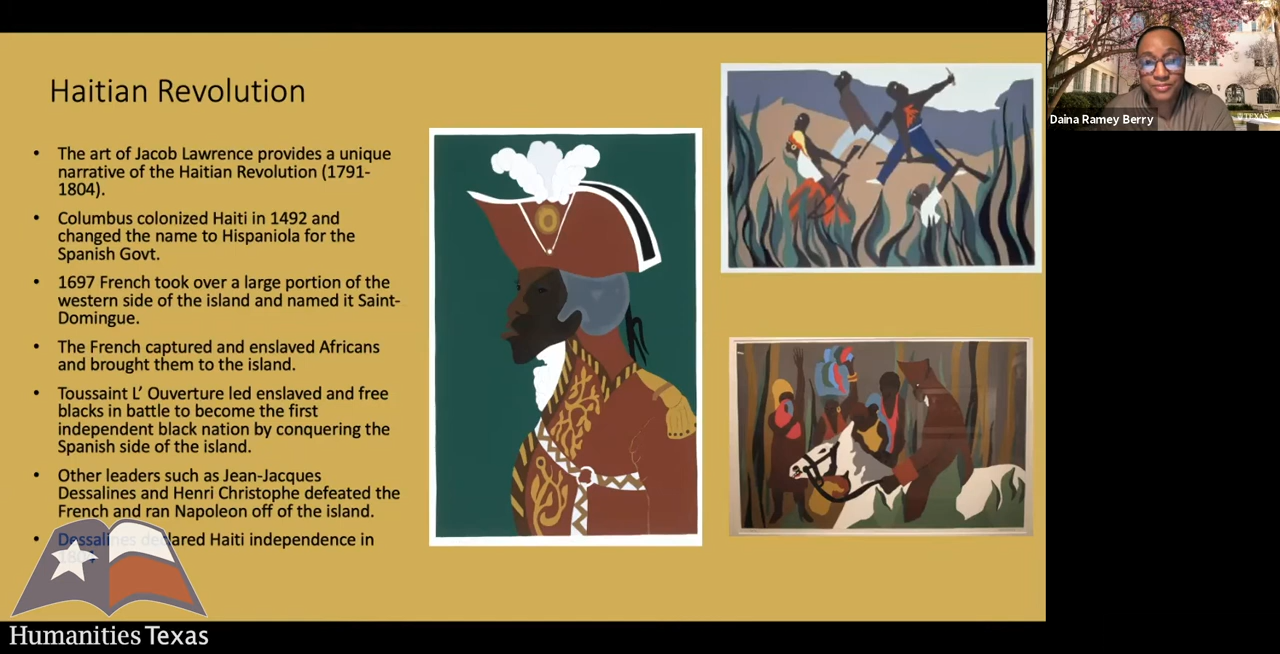 Haitian Revolution
• The art of Jacob Lawrence provides a unique
narrative of the Haitian Revolution (1791-
1804).
• Columbus colonized Haiti in 1492 and
changed the name to Hispaniola for the
Spanish Govt.
• 1697 French took over a large portion of the
western side of the island and named it Saint-
Domingue.
• The French captured and enslaved Africans
and brought them to the island.
• Toussaint L’ Ouverture led enslaved and free
blacks in battle to become the first
independent black nation by conquering the
Spanish side of the island.
• Other leaders such as Jean-Jacques
Dessalines and Henri Christophe defeated the
French and ran Napoleon off of the island.
• Dessalines declared Haiti independence in
1804
Humanities Texas
Daina Ramey Berry
TEXAS